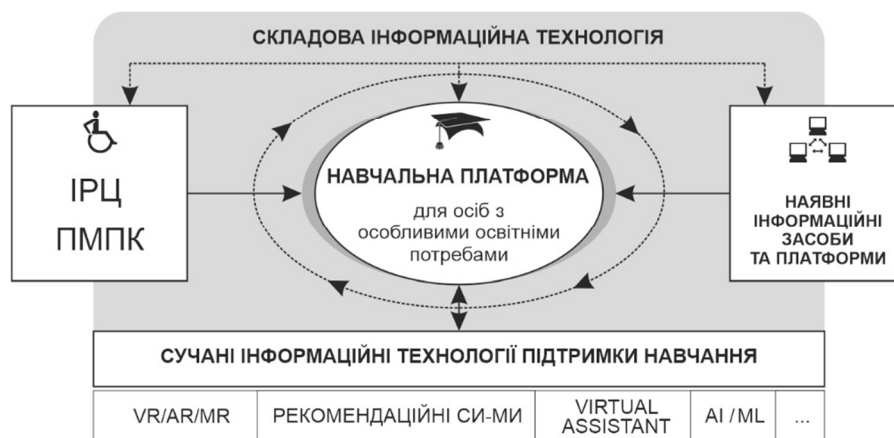 СКЛАДОВА ІНФОРМАЦІЙНА ТЕХНОЛОГІЯ
ІРЦ
ПМПК
НАВЧАЛЬНА ПЛАТФОРМА
для осіб з
особливими освітніми
потребами
НАЯВНІ
ІНФОРМАЦІЙНІ
ЗАСОБИ
ТА ПЛАТФОРМИ
СУЧАНІ ІНФОРМАЦІЙНІ ТЕХНОЛОГІЇ ПІДТРИМКИ НАВЧАННЯ
VR/AR/MR
РЕКОМЕНДАЦІЙНІ СИ-МИ
VIRTUAL
ASSISTANT
AI / ML
...